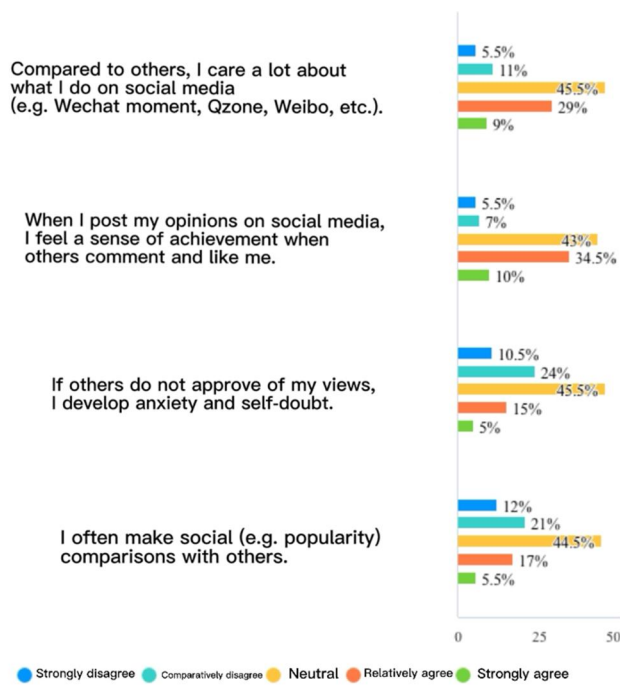 5.5%
Compared to others, I care a lot about
11%
what I do on social media
45.5%
(e.g. Wechat moment, Qzone, Weibo, etc.).
29%
9%
5.5%
When I post my opinions on social media,
7%
I feel a sense of achievement when
43%
others comment and like me.
34.5%
10%
10.5%
24%
If others do not approve of my views,
45.5%
I develop anxiety and self-doubt.
15%
5%
12%
21%
I often make social (e.g. popularity)
44.5%
comparisons with others.
17%
5.5%
0 25 50
Strongly disagree Comparatively disagree Neutral Relatively agree Strongly agree